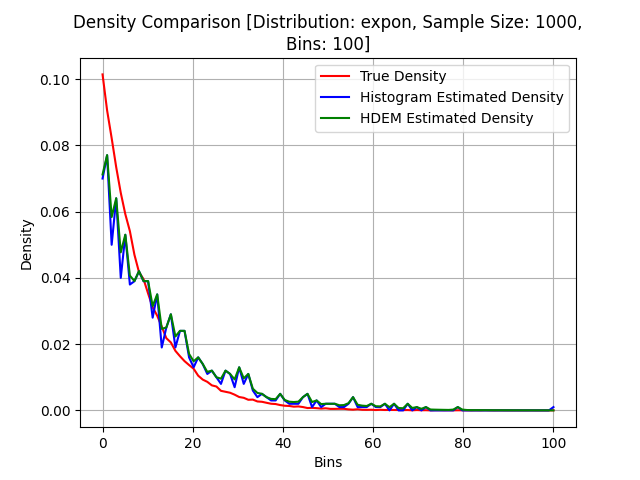 Density Comparison [Distribution: expon, Sample Size: 1000,
Bins: 100]
True Density
Histogram Estimated Density
HDEM Estimated Density
Density
0.10
0.08
0.06
0.04
0.02
0.00
0 20 40 60 80 100
Bins